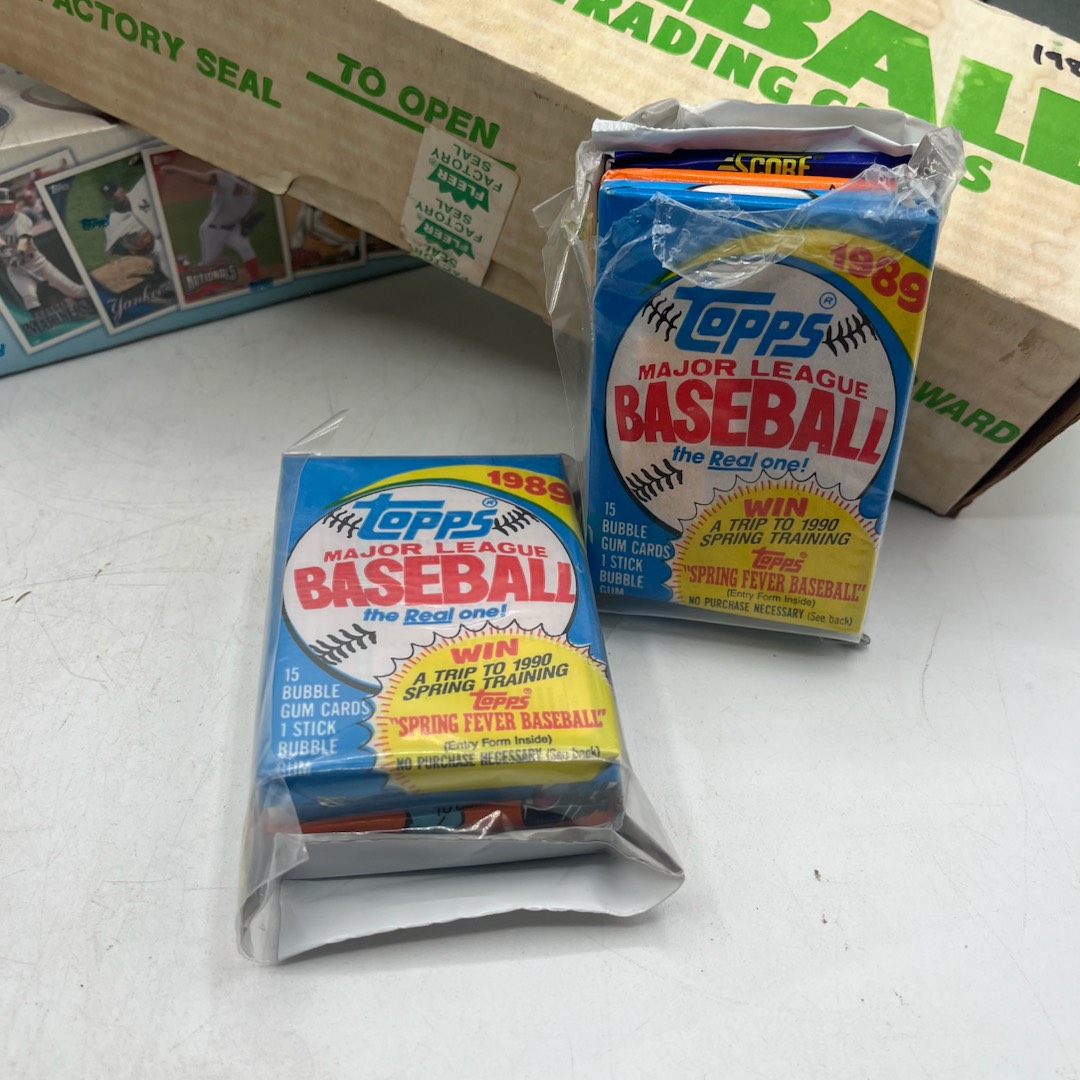 FACTORY SEAL
TO OPEN
TRADING
FLEER
FACTORY
SEAL
FLEER
FACTORY
SEAL
NATIONALS
Yankees
SCORE
1989
Topps®
MAJOR LEAGUE
BASEBALL
the Real one!
15
BUBBLE
GUM CARDS
1 STICK
BUBBLE
GUM
WIN
A TRIP TO 1990
SPRING TRAINING
Topps®
"SPRING FEVER BASEBALL"
(Entry Form Inside)
NO PURCHASE NECESSARY (See back)
1989
Topps®
MAJOR LEAGUE
BASEBALL
the Real one!
15
BUBBLE
GUM CARDS
1 STICK
BUBBLE
GUM
WIN
A TRIP TO 1990
SPRING TRAINING
Topps®
"SPRING FEVER BASEBALL"
(Entry Form Inside)
NO PURCHASE NECESSARY (See back)